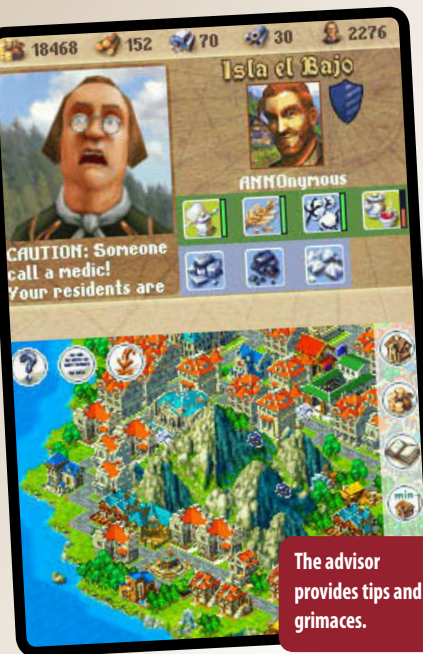 18468 152 70 30 2276
Isla el Bajo
ANNOnymous
CAUTION: Someone
call a medic!
Your residents are
min
The advisor
provides tips and
grimaces.